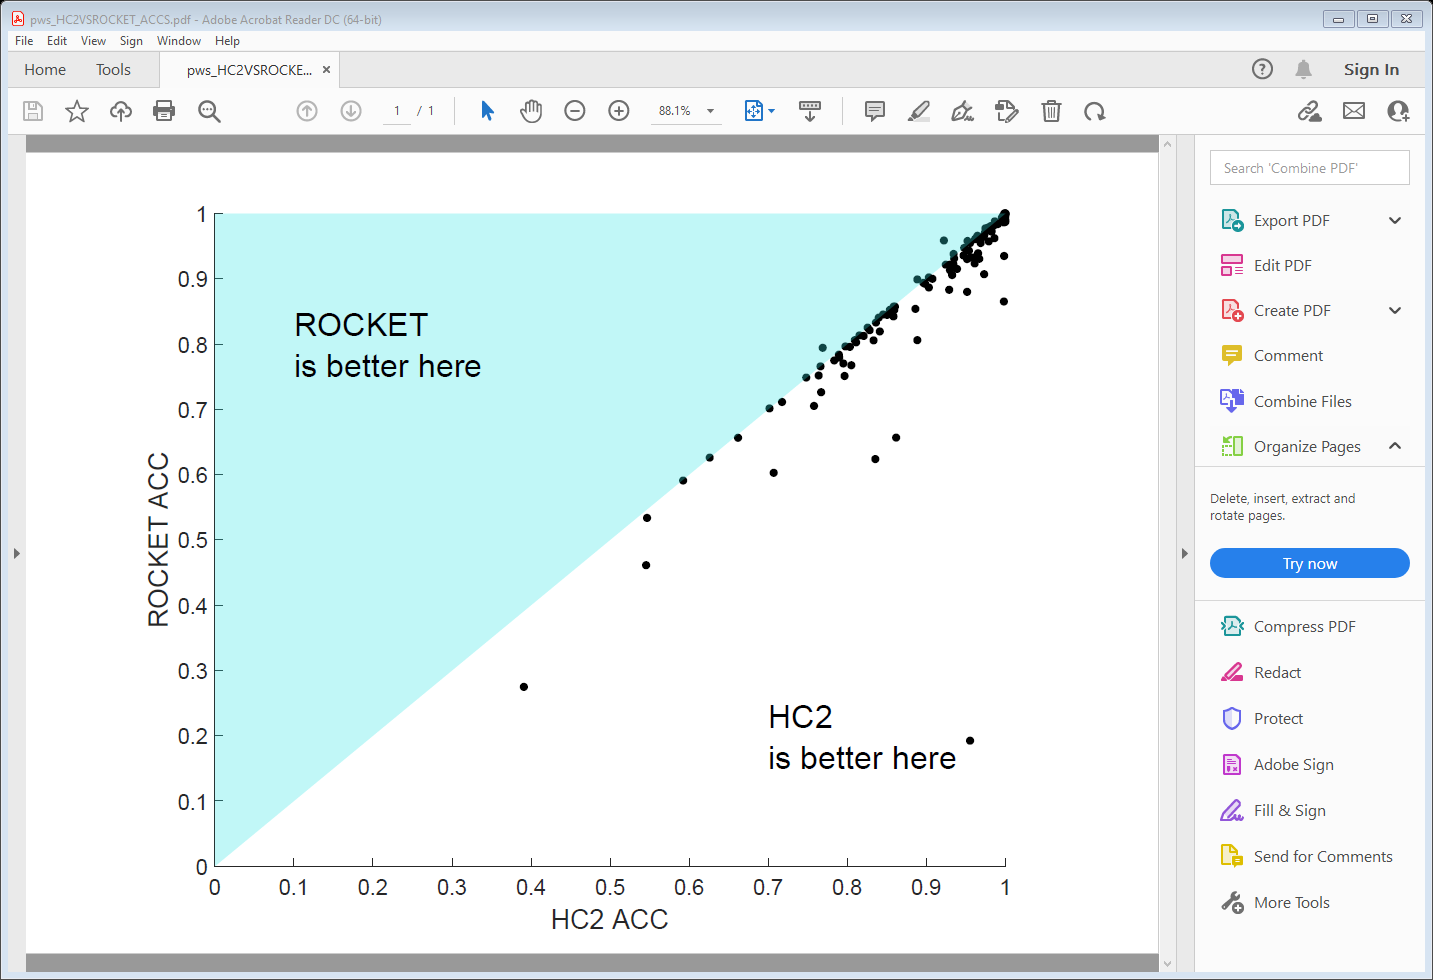 pws_HC2VSROCKET_ACCS.pdf - Adobe Acrobat Reader DC (64-bit)
File Edit View Sign Window Help
Home Tools pws_HC2VSROCKE... × Sign In
1 / 1 88.1%
Search 'Combine PDF'
Export PDF
Edit PDF
Create PDF
Comment
Combine Files
Organize Pages
Delete, insert, extract and
rotate pages.
Try now
Compress PDF
Redact
Protect
Adobe Sign
Fill & Sign
Send for Comments
More Tools
ROCKET ACC
1
0.9
0.8
0.7
0.6
0.5
0.4
0.3
0.2
0.1
0
ROCKET
is better here
HC2
is better here
0 0.1 0.2 0.3 0.4 0.5 0.6 0.7 0.8 0.9 1
HC2 ACC